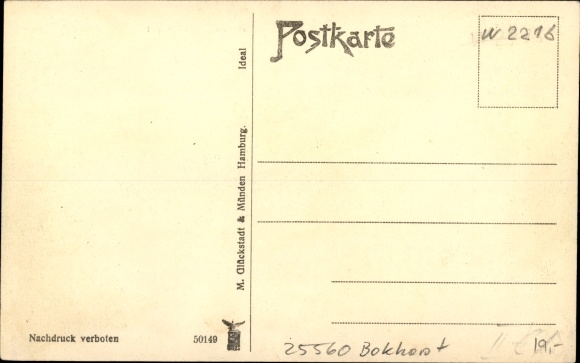 Postkarte
W 2216
M. Glückstadt & Münden Hamburg. Ideal
Nachdruck verboten 50149
25560 Bokhorst
19,-